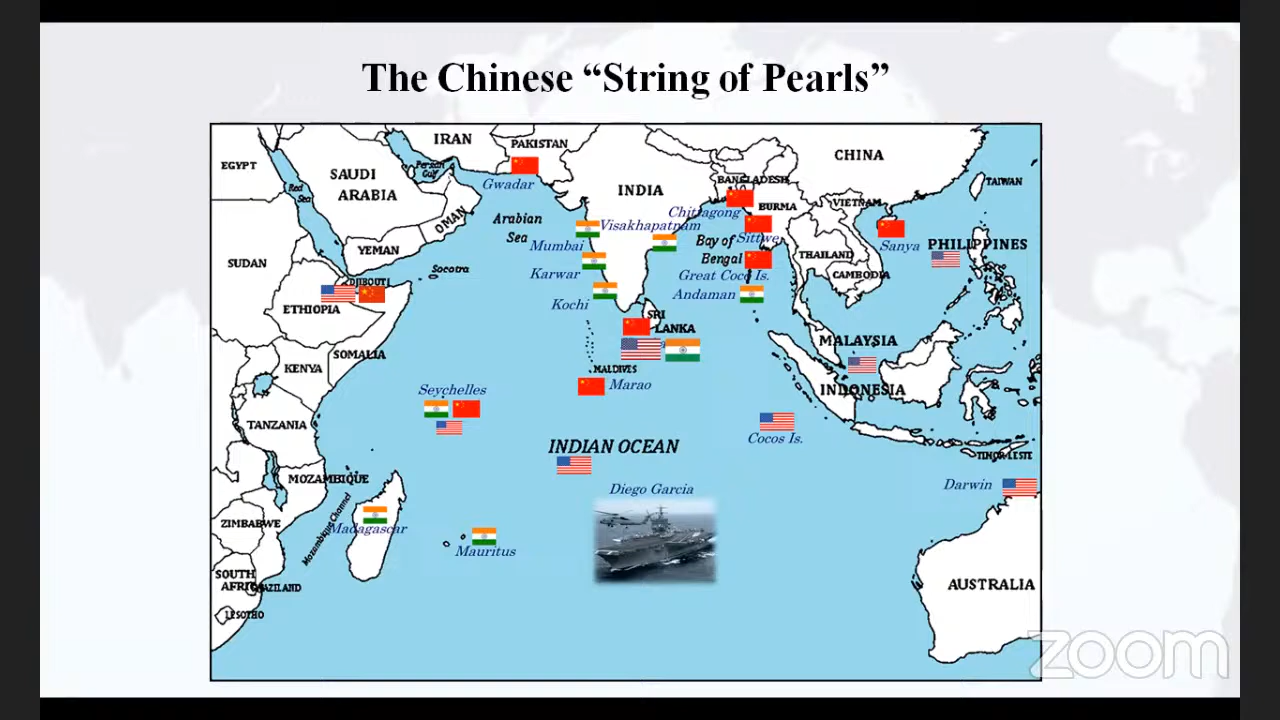 The Chinese “String of Pearls”
IRAN
PAKISTAN
CHINA
EGYPT
Persian
Gulf
SAUDI
ARABIA
Gwadar
INDIA
BANGLADESH
TAIWAN
Red
Sea
OMAN
Arabian
Sea
Chittagong
BURMA
VIETNAM
Visakhapatnam
Mumbai
Bay of
Bengal
Sittwe
Sanya
PHILIPPINES
YEMEN
THAILAND
SUDAN
Socotra
Karwar
Great Coco Is.
CAMBODIA
DJIBOUTI
Andaman
ETHIOPIA
Kochi
SRI
LANKA
MALAYSIA
SOMALIA
KENYA
MALDIVES
Marao
Seychelles
INDONESIA
TANZANIA
Cocos Is.
INDIAN OCEAN
TIMOR-LESTE
MOZAMBIQUE
Diego Garcia
Darwin
Mozambique Channel
ZIMBABWE
Madagascar
Mauritus
SOUTH
AFRI
SWAZILAND
AUSTRALIA
LESOTHO
zoom